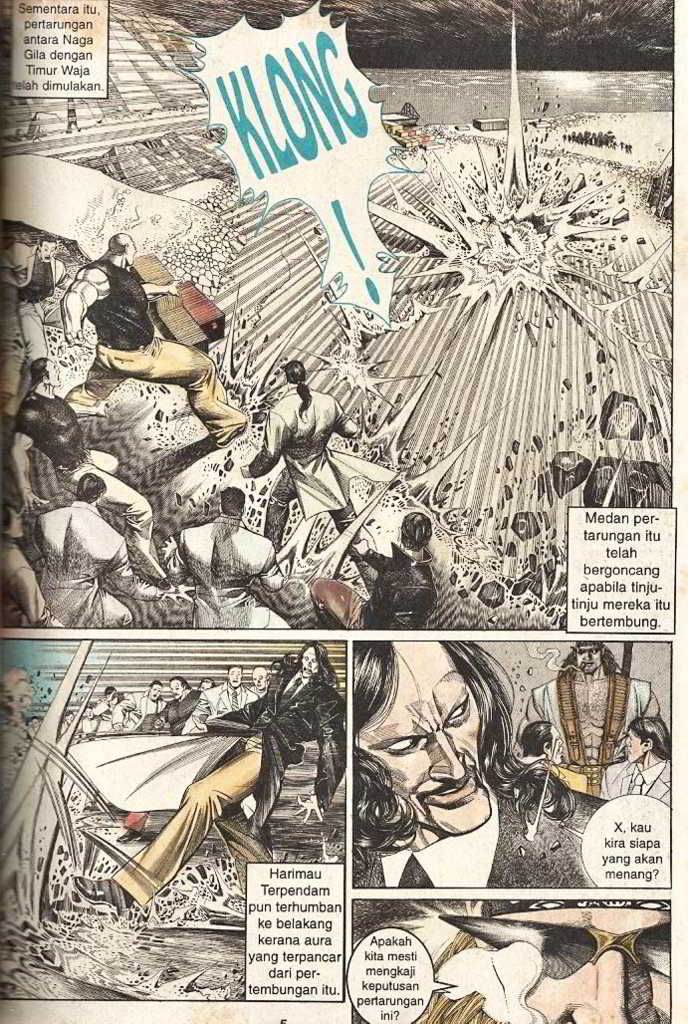 Sementara itu,
pertarungan
antara Naga
Gila dengan
Timur Waja
telah dimulakan.
KLONG
!
Medan per-
tarungan itu
telah
bergoncang
apabila tinju-
tinju mereka itu
bertembung.
Harimau
Terpendam
pun terhumban
ke belakang
kerana aura
yang terpancar
dari per-
tembungan itu.
X, kau
kira siapa
yang akan
menang?
Apakah
kita mesti
mengkaji
keputusan
pertarungan
ini?
5